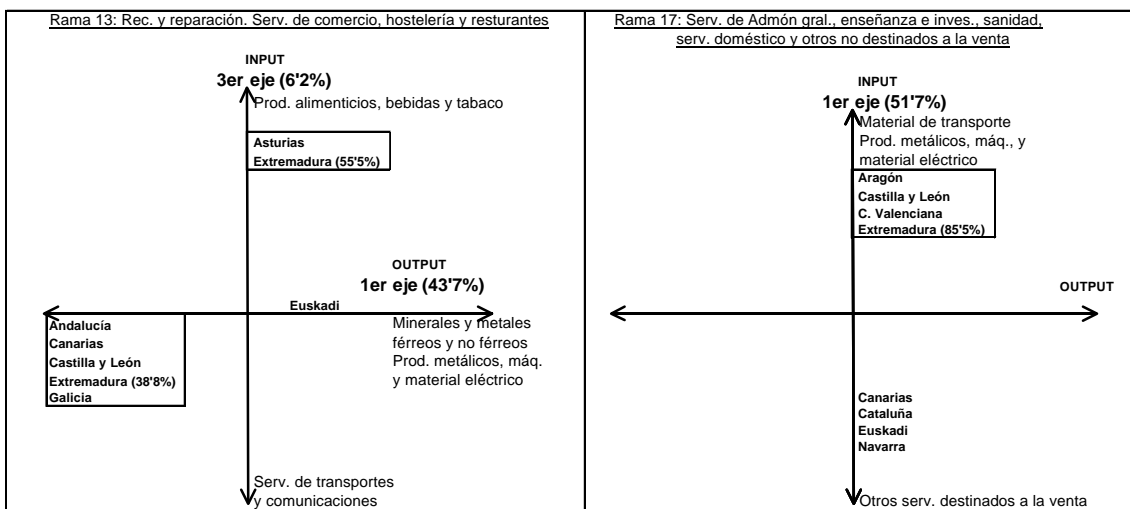 Rama 13: Rec. y reparación. Serv. de comercio, hostelería y resturantes
INPUT
3er eje (6'2%)
Prod. alimenticios, bebidas y tabaco
Asturias
Extremadura (55'5%)
OUTPUT
1er eje (43'7%)
Euskadi
Andalucía
Canarias
Castilla y León
Extremadura (38'8%)
Galicia
Minerales y metales
férreos y no férreos
Prod. metálicos, máq.
y material eléctrico
Serv. de transportes
y comunicaciones
Rama 17: Serv. de Admón gral., enseñanza e inves., sanidad,
serv. doméstico y otros no destinados a la venta
INPUT
1er eje (51'7%)
Material de transporte
Prod. metálicos, máq., y
material eléctrico
Aragón
Castilla y León
C. Valenciana
Extremadura (85'5%)
OUTPUT
Canarias
Cataluña
Euskadi
Navarra
Otros serv. destinados a la venta